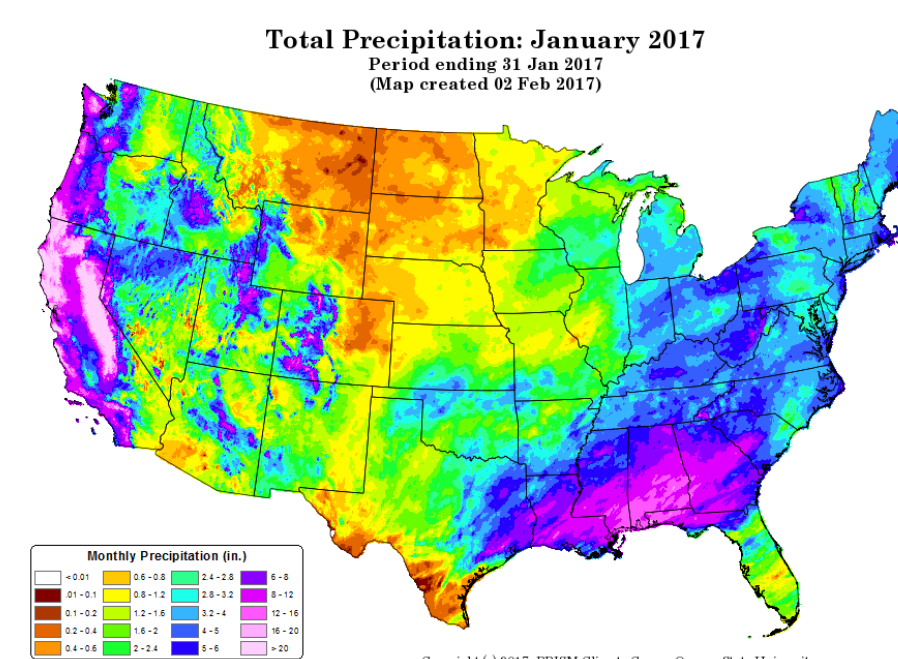 Total Precipitation: January 2017
Period ending 31 Jan 2017
(Map created 02 Feb 2017)
Monthly Precipitation (in.)
< 0.01
.01 - 0.1
0.1 - 0.2
0.2 - 0.4
0.4 - 0.6
0.6 - 0.8
0.8 - 1.2
1.2 - 1.6
1.6 - 2
2 - 2.4
2.4 - 2.8
2.8 - 3.2
3.2 - 4
4 - 5
5 - 6
6 - 8
8 - 12
12 - 16
16 - 20
> 20